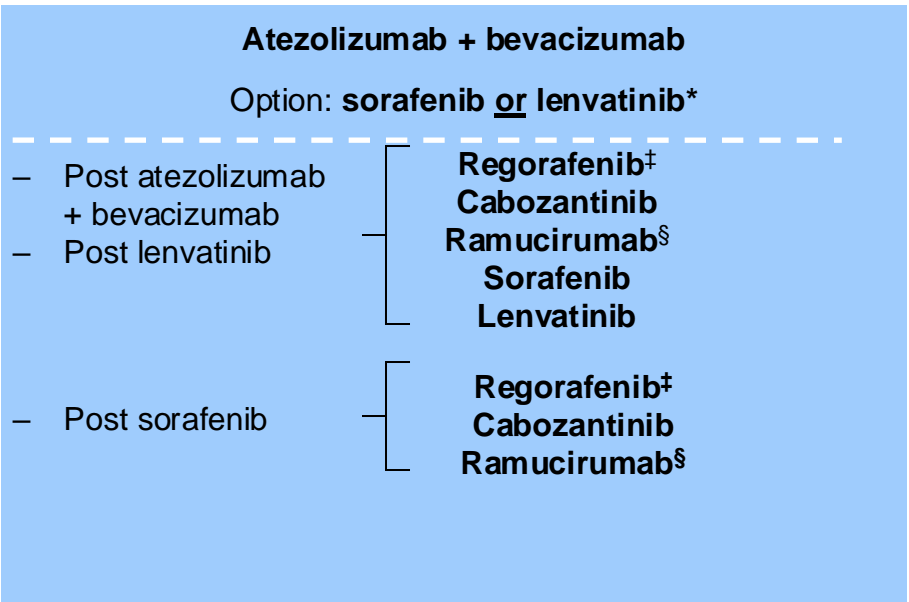 Atezolizumab + bevacizumab
Option: sorafenib or lenvatinib*
– Post atezolizumab
+ bevacizumab
– Post lenvatinib
Regorafenib‡
Cabozantinib
Ramucirumab§
Sorafenib
Lenvatinib
– Post sorafenib
Regorafenib‡
Cabozantinib
Ramucirumab§